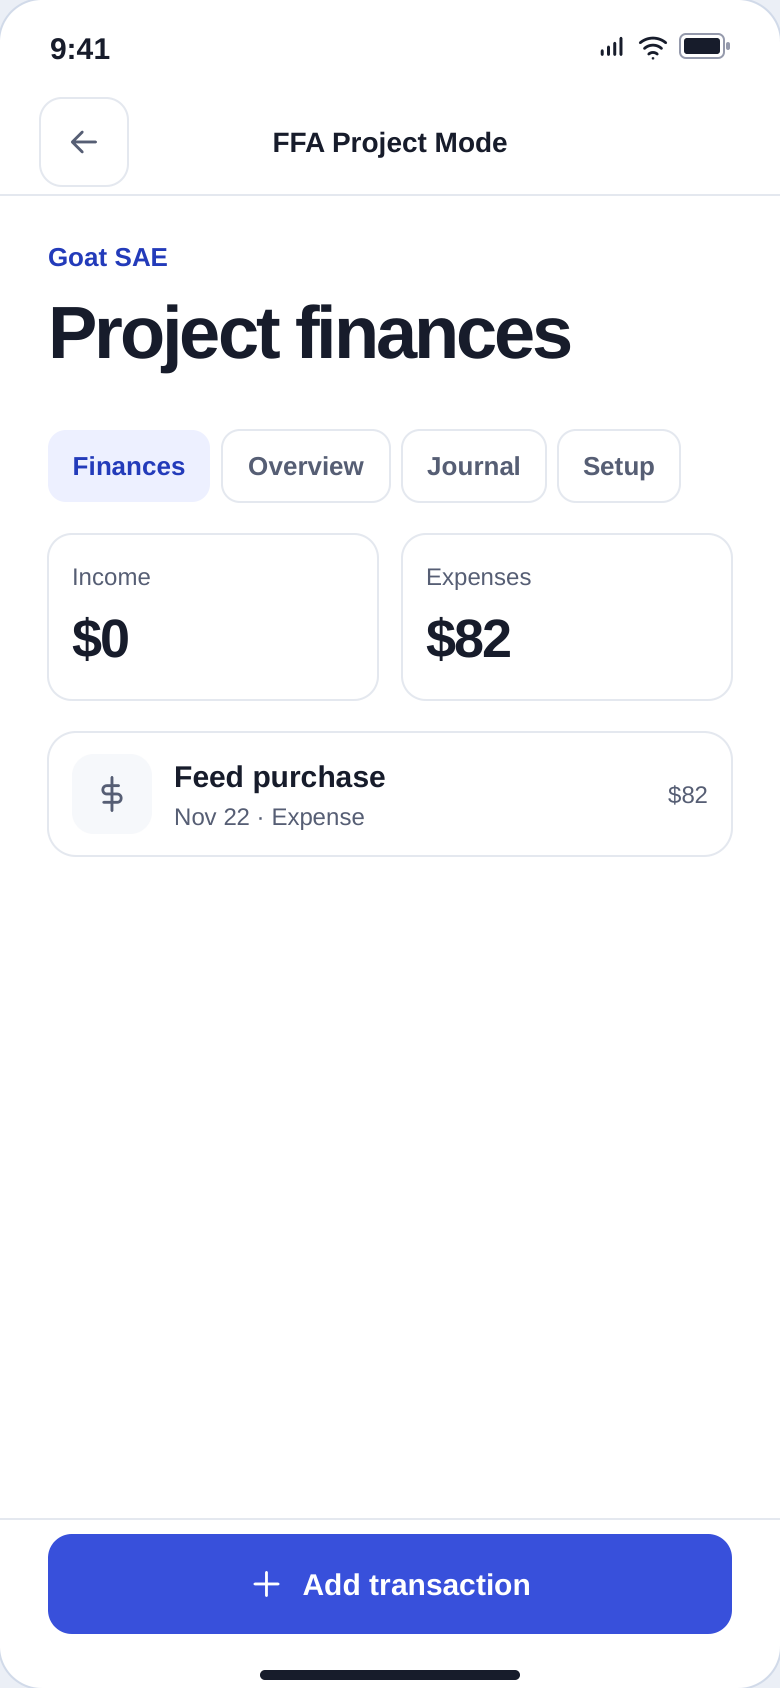 9:41
FFA Project Mode
Goat SAE
Project finances
Finances
Overview
Journal
Setup
Income
$0
Expenses
$82
Feed purchase
Nov 22 · Expense
$82
Add transaction